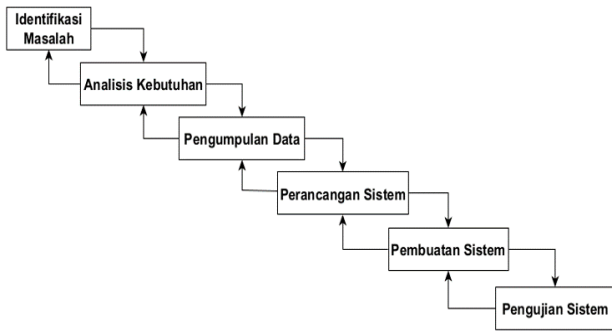 Identifikasi
Masalah
Analisis Kebutuhan
Pengumpulan Data
Perancangan Sistem
Pembuatan Sistem
Pengujian Sistem